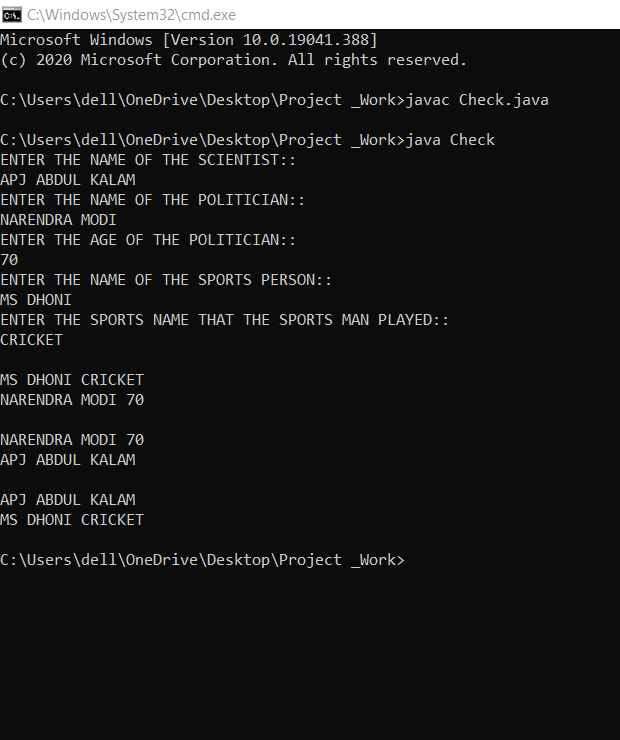 C:\Windows\System32\cmd.exe
Microsoft Windows [Version 10.0.19041.388]
(c) 2020 Microsoft Corporation. All rights reserved.
C:\Users\dell\OneDrive\Desktop\Project _Work>javac Check.java
C:\Users\dell\OneDrive\Desktop\Project _Work>java Check
ENTER THE NAME OF THE SCIENTIST::
APJ ABDUL KALAM
ENTER THE NAME OF THE POLITICIAN::
NARENDRA MODI
ENTER THE AGE OF THE POLITICIAN::
70
ENTER THE NAME OF THE SPORTS PERSON::
MS DHONI
ENTER THE SPORTS NAME THAT THE SPORTS MAN PLAYED::
CRICKET
MS DHONI CRICKET
NARENDRA MODI 70
NARENDRA MODI 70
APJ ABDUL KALAM
APJ ABDUL KALAM
MS DHONI CRICKET
C:\Users\dell\OneDrive\Desktop\Project _Work>